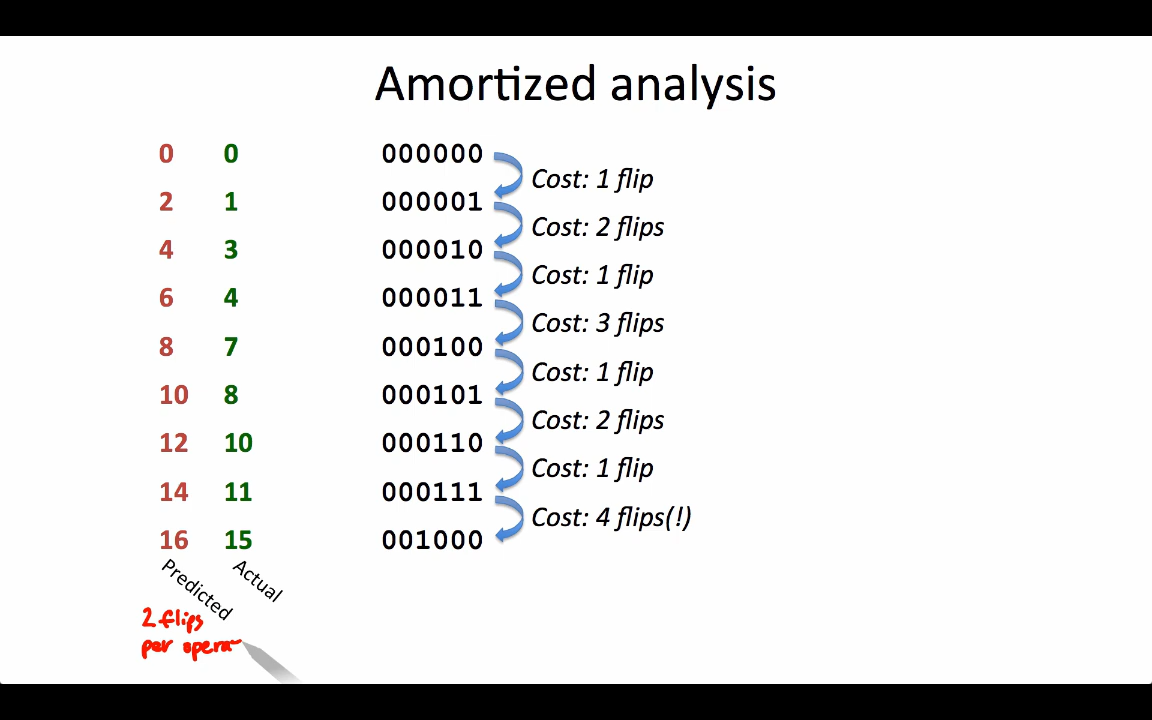 Amortized analysis
0 0 000000
Cost: 1 flip
2 1 000001
Cost: 2 flips
4 3 000010
Cost: 1 flip
6 4 000011
Cost: 3 flips
8 7 000100
Cost: 1 flip
10 8 000101
Cost: 2 flips
12 10 000110
Cost: 1 flip
14 11 000111
Cost: 4 flips(!)
16 15 001000
Predicted
Actual
2 flips
per opera